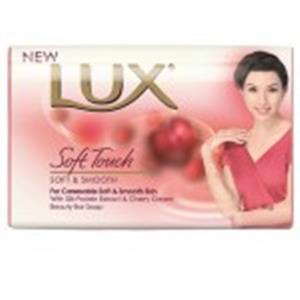 NEW
LUX
Soft Touch
SOFT & SMOOTH
For Caressable Soft & Smooth Skin
With Silk Protein Extract & Cherry Cream
Beauty Bar Soap